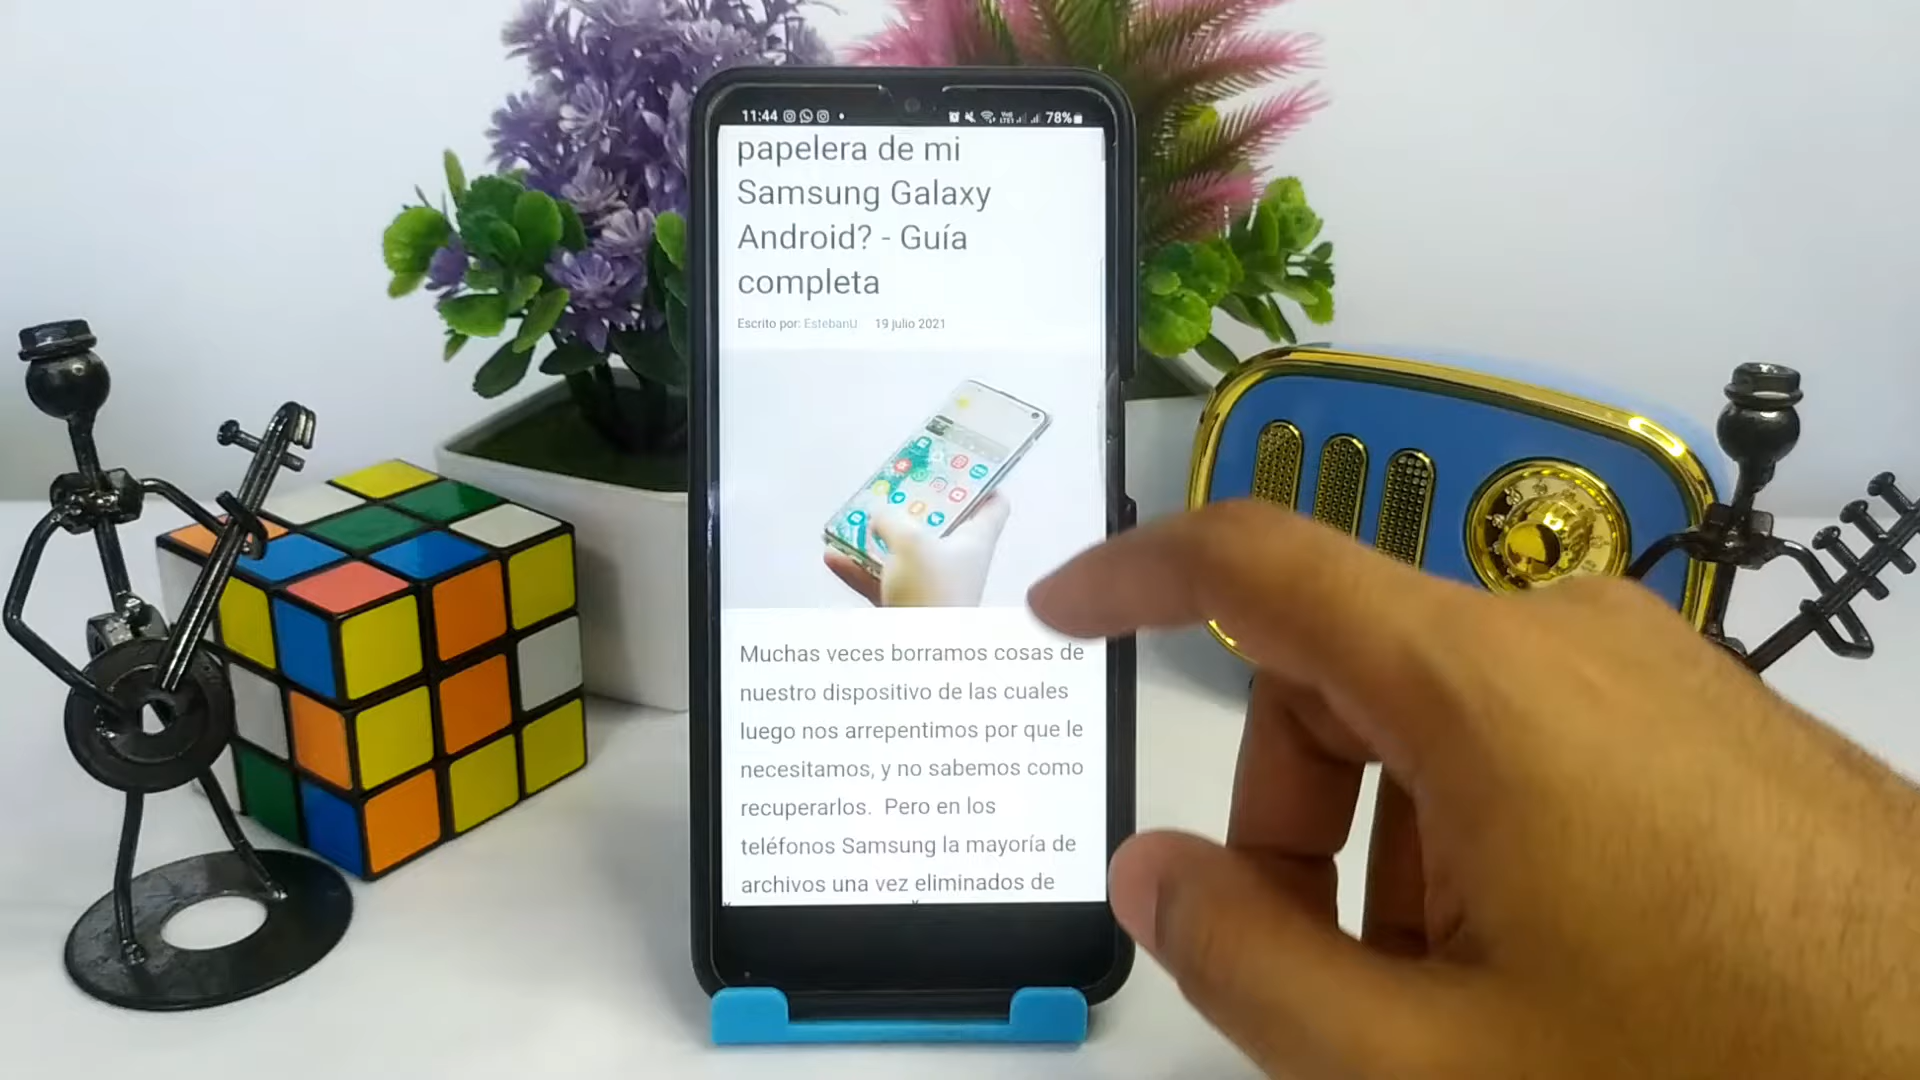 11:44
78%
papelera de mi
Samsung Galaxy
Android? - Guía
completa
Escrito por: EstebanU 19 julio 2021
Muchas veces borramos cosas de
nuestro dispositivo de las cuales
luego nos arrepentimos por que le
necesitamos, y no sabemos como
recuperarlos. Pero en los
teléfonos Samsung la mayoría de
archivos una vez eliminados de